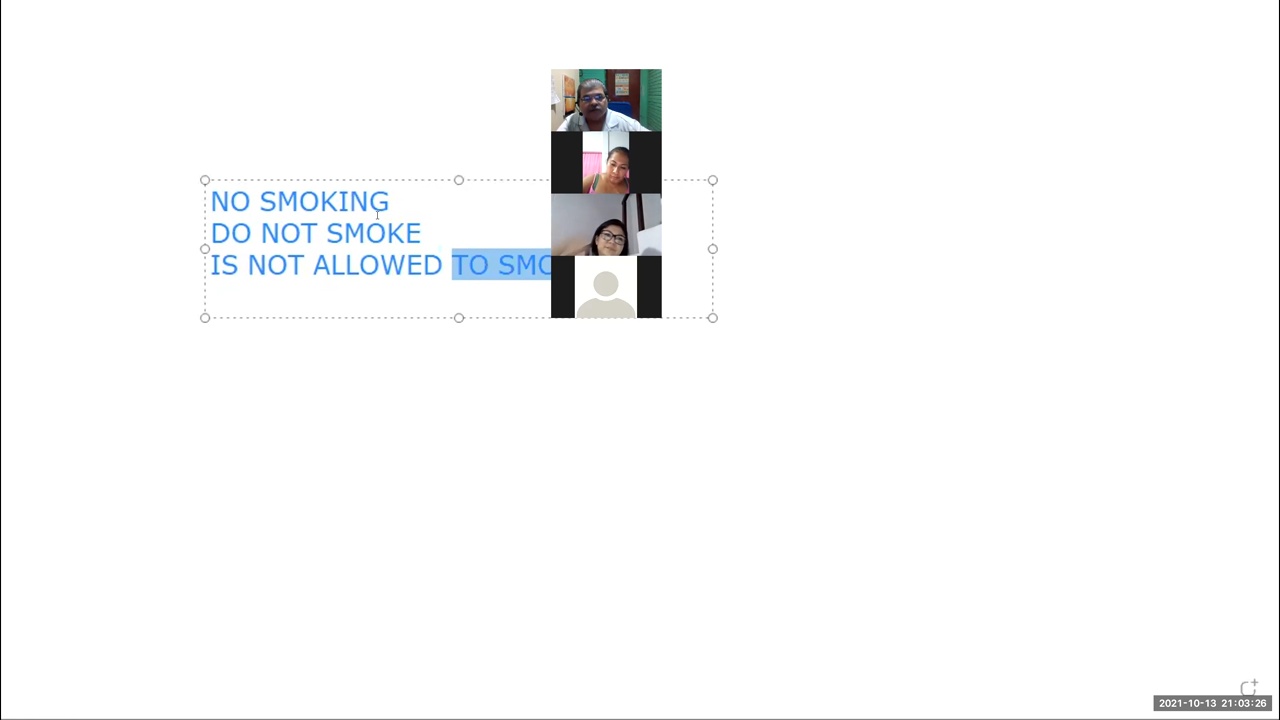 NO SMOKING
DO NOT SMOKE
IS NOT ALLOWED TO
2021-10-13 21:03:26